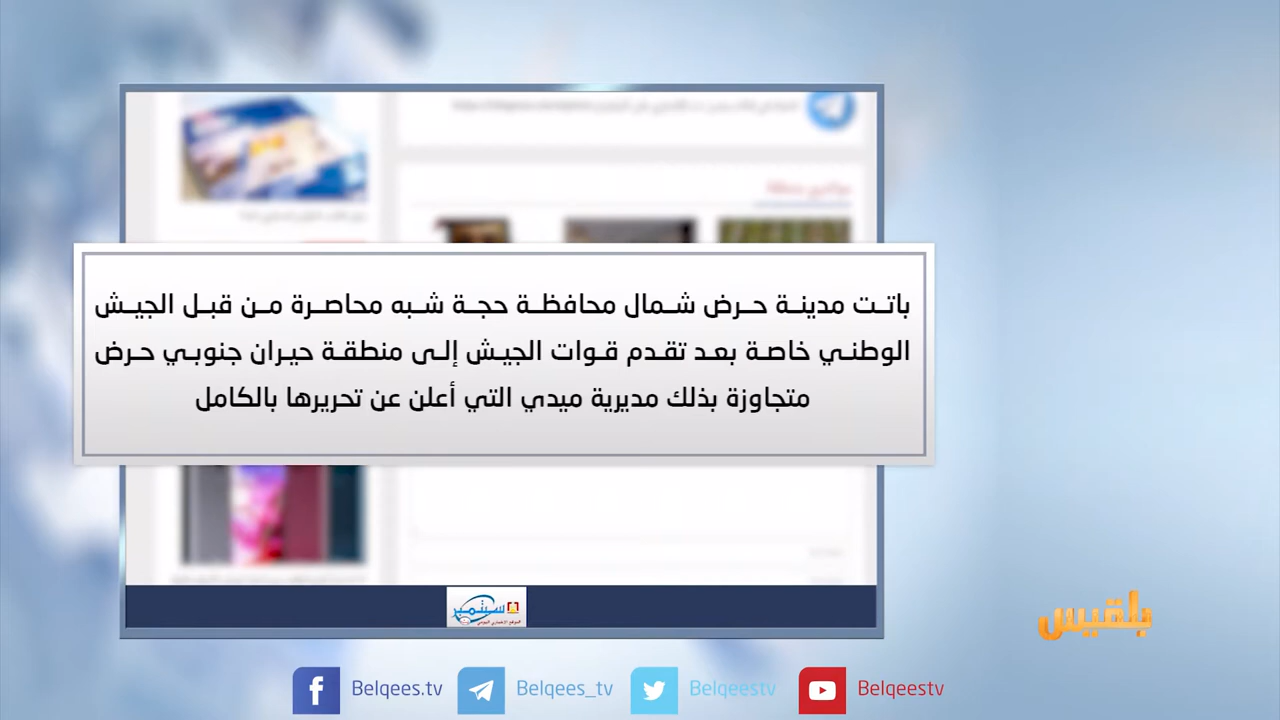 باتت مدينة حرض شمال محافظة حجة شبه محاصرة من قبل الجيش
الوطني خاصة بعد تقدم قوات الجيش إلى منطقة حيران جنوبي حرض
متجاوزة بذلك مديرية ميدي التي أعلن عن تحريرها بالكامل
سبتمبر
بلقيس
Belqees.tv
Belqees_tv
Belqeestv
Belqeestv